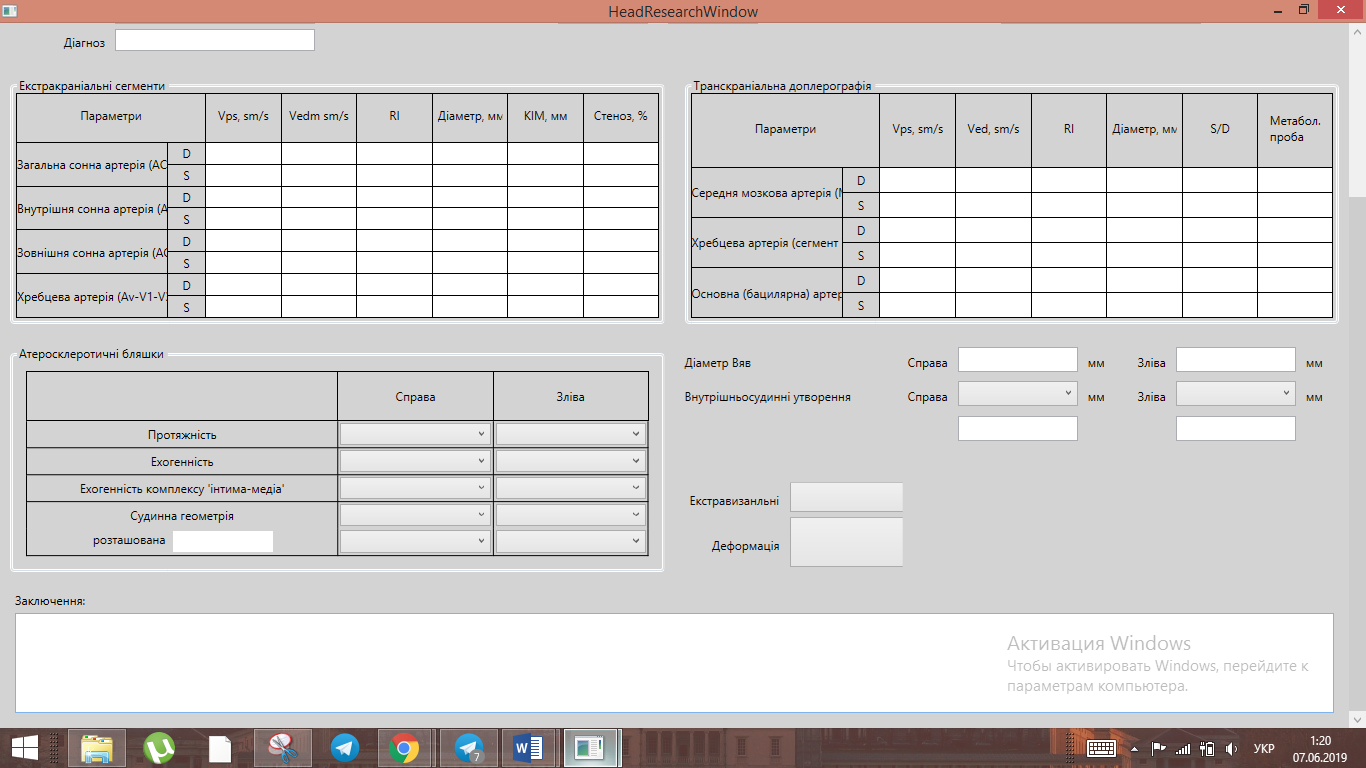 HeadResearchWindow
Діагноз
Екстракраніальні сегменти
Параметри Vps, sm/s Vedm sm/s RI Діаметр, мм КІМ, мм Стеноз, %
Загальна сонна артерія (АС D
S
Внутрішня сонна артерія (А D
S
Зовнішня сонна артерія (АС D
S
Хребцева артерія (Av-V1-V D
S
Транскраніальна доплерографія
Параметри Vps, sm/s Ved, sm/s RI Діаметр, мм S/D Метабол.
проба
Середня мозкова артерія ( D
S
Хребцева артерія (сегмент D
S
Основна (бацилярна) артер D
S
Атеросклеротичні бляшки
Справа Зліва
Протяжність
Ехогенність
Ехогенність комплексу 'інтима-медіа'
Судинна геометрія
розташована
Діаметр Вяв Справа мм Зліва мм
Внутрішньосудинні утворення Справа мм Зліва мм
Екстравизанльні
Деформація
Заключення:
Активация Windows
Чтобы активировать Windows, перейдите к
параметрам компьютера.
7
УКР
1:20
07.06.2019